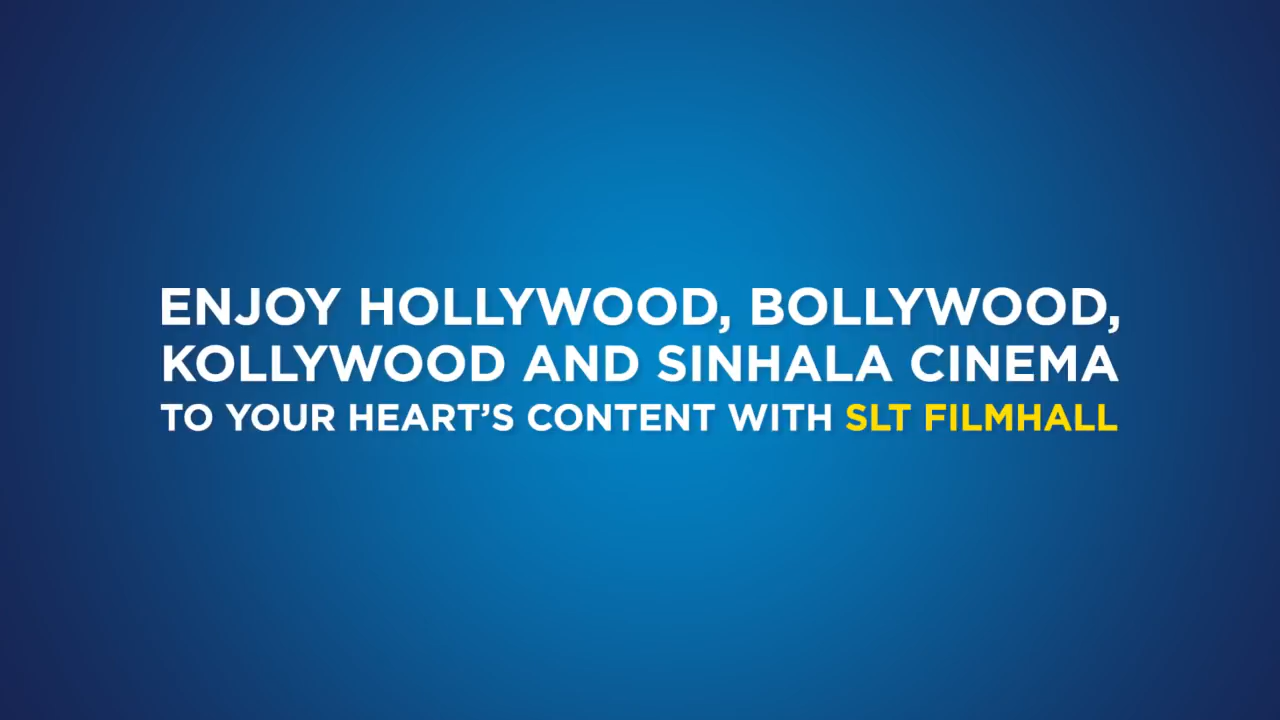 ENJOY HOLLYWOOD, BOLLYWOOD,
KOLLYWOOD AND SINHALA CINEMA
TO YOUR HEART’S CONTENT WITH SLT FILMHALL